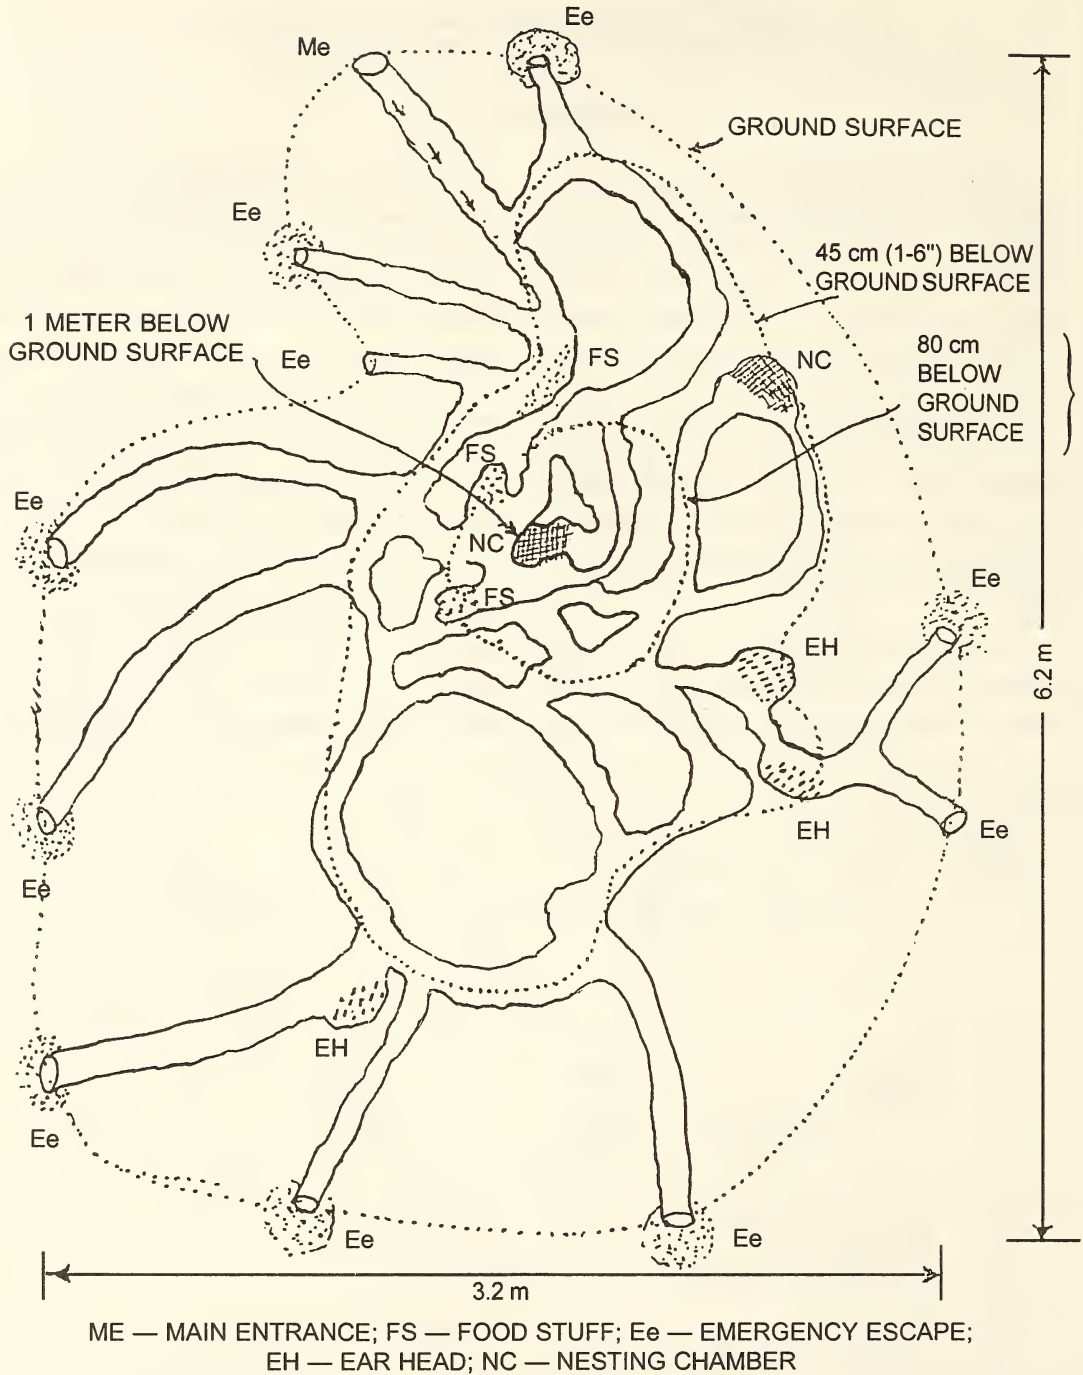 Ee
Me
GROUND SURFACE
Ee
45 cm (1-6") BELOW
GROUND SURFACE
1 METER BELOW
GROUND SURFACE
Ee
FS
NC
80 cm
BELOW
GROUND
SURFACE
FS
Ee
NC
FS
Ee
EH
6.2 m
EH
Ee
Ee
EH
Ee
Ee
Ee
3.2 m
ME — MAIN ENTRANCE; FS — FOOD STUFF; Ee — EMERGENCY ESCAPE;
EH — EAR HEAD; NC — NESTING CHAMBER